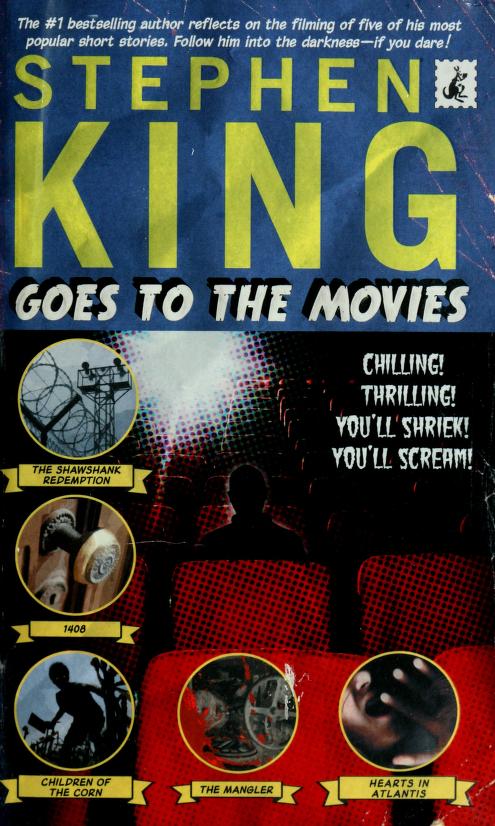 The #1 bestselling author reflects on the filming of five of his most
popular short stories. Follow him into the darkness—if you dare!
STEPHEN
KING
GOES TO THE MOVIES
CHILLING!
THRILLING!
YOU'LL SHRIEK!
YOU'LL SCREAM!
THE SHAWSHANK
REDEMPTION
1408
CHILDREN OF
THE CORN
THE MANGLER
HEARTS IN
ATLANTIS